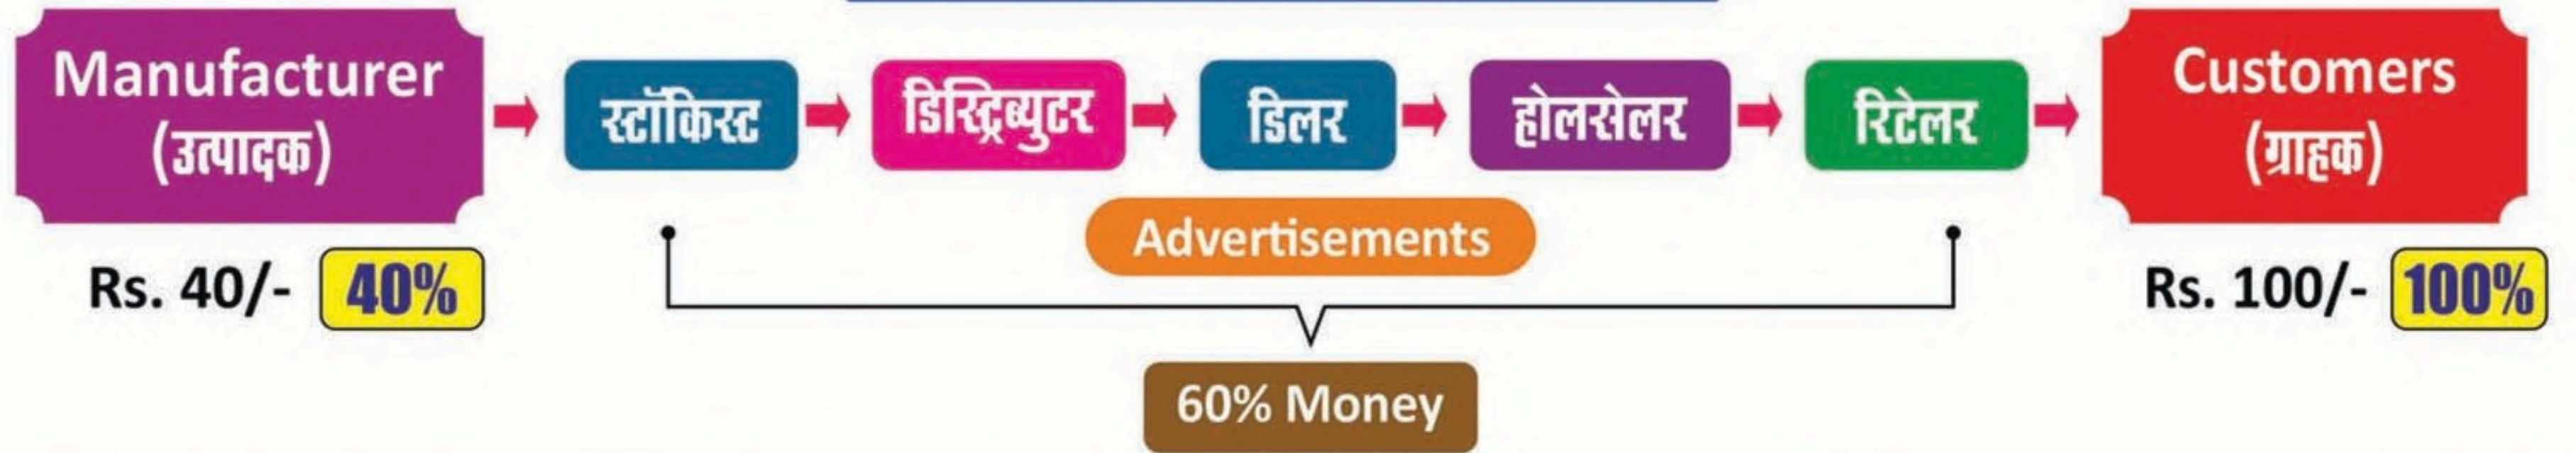 Manufacturer
(उत्पादक)
स्टॉकिस्ट
डिस्ट्रिब्युटर
डिलर
होलसेलर
रिटेलर
Customers
(ग्राहक)
Advertisements
Rs. 40/- 40%
Rs. 100/- 100%
60% Money